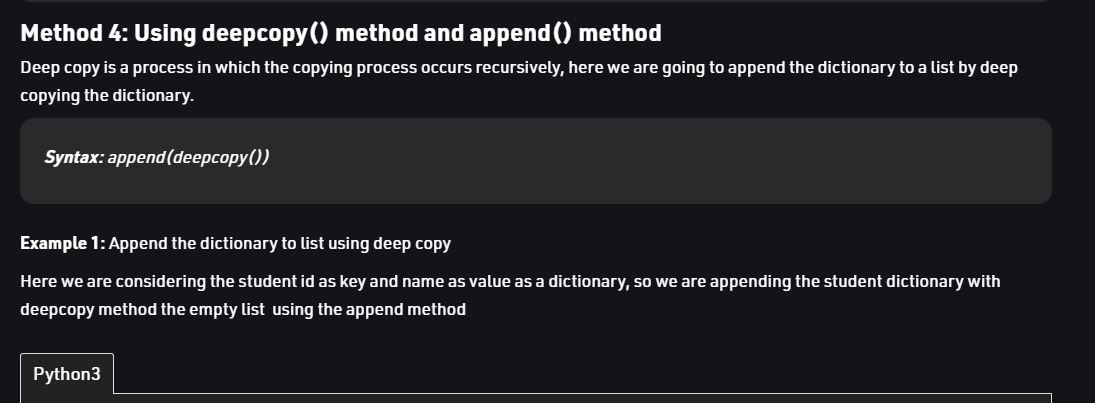 Method 4: Using deepcopy() method and append() method
Deep copy is a process in which the copying process occurs recursively, here we are going to append the dictionary to a list by deep
copying the dictionary.
Syntax: append(deepcopy())
Example 1: Append the dictionary to list using deep copy
Here we are considering the student id as key and name as value as a dictionary, so we are appending the student dictionary with
deepcopy method the empty list  using the append method
Python3